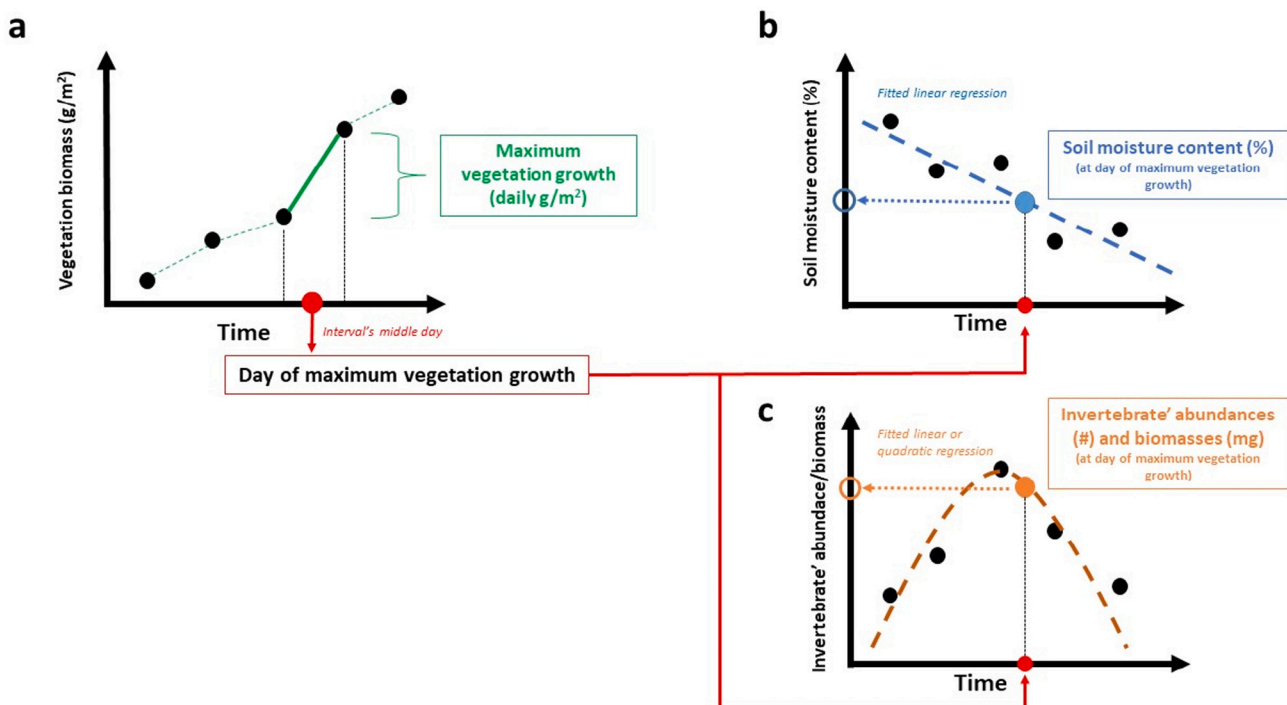 a
Vegetation biomass (g/m²)
Maximum
vegetation growth
(daily g/m²)
Time
Interval's middle day
Day of maximum vegetation growth
b
Soil moisture content (%)
Fitted linear regression
Soil moisture content (%)
(at day of maximum vegetation
growth)
Time
c
Invertebrate' abundace/biomass
Fitted linear or
quadratic regression
Invertebrate' abundances
(#) and biomasses (mg)
(at day of maximum vegetation
growth)
Time